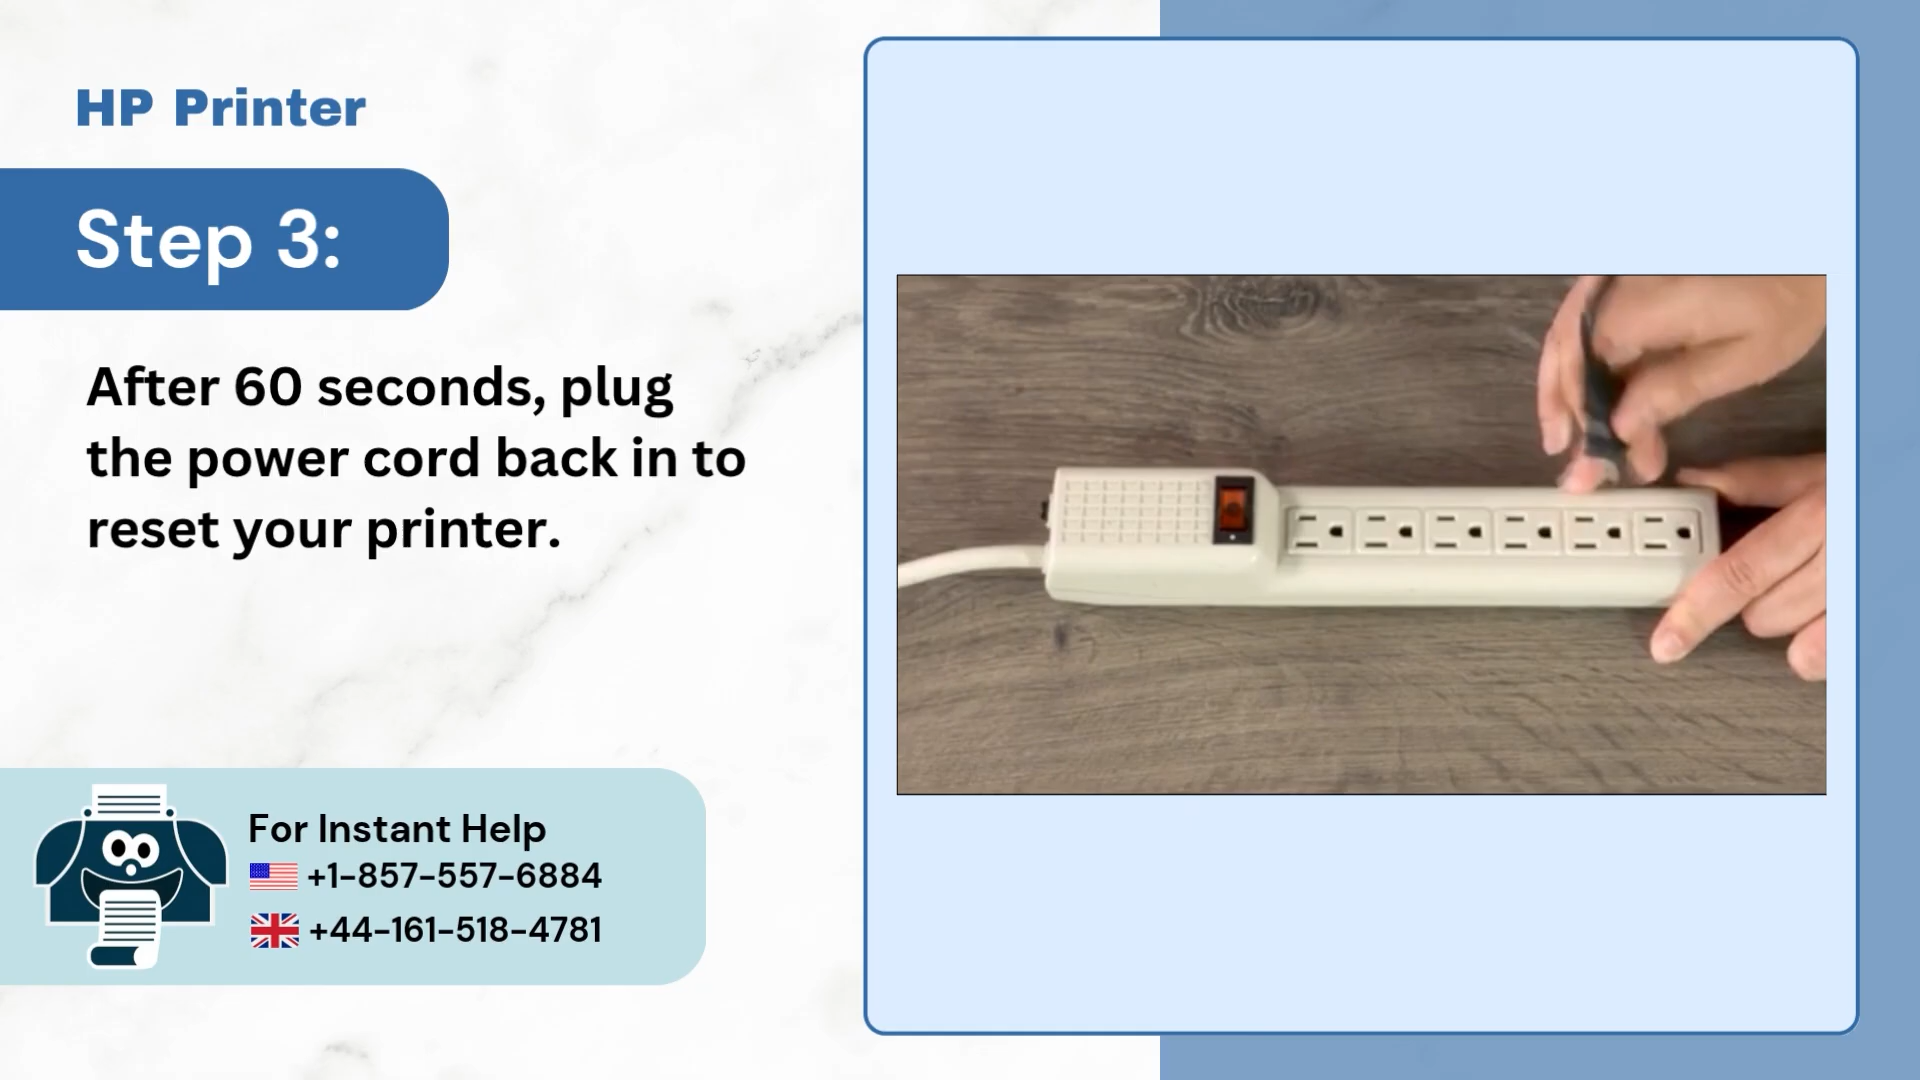 HP Printer
Step 3:
After 60 seconds, plug
the power cord back in to
reset your printer.
For Instant Help
+1-857-557-6884
+44-161-518-4781